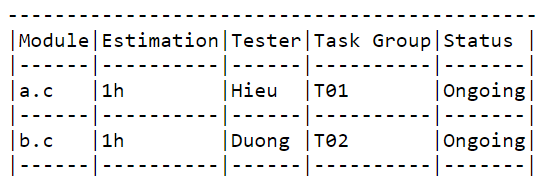 --------------------------------------------
|Module|Estimation|Tester|Task Group|Status |
|------|----------|------|----------|-------|
|a.c   |1h        |Hieu  |T01       |Ongoing|
|------|----------|------|----------|-------|
|b.c   |1h        |Duong |T02       |Ongoing|
|------|----------|------|----------|-------|